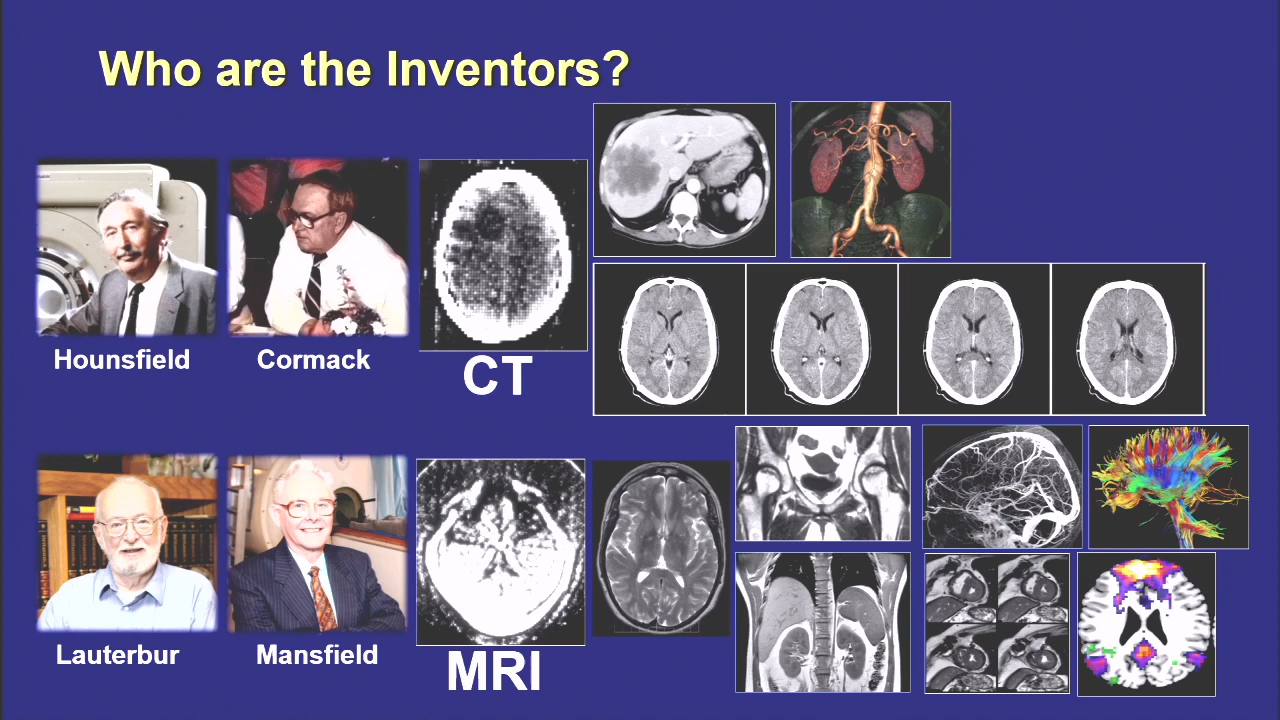 Who are the Inventors?
Hounsfield
Cormack
CT
Lauterbur
Mansfield
MRI